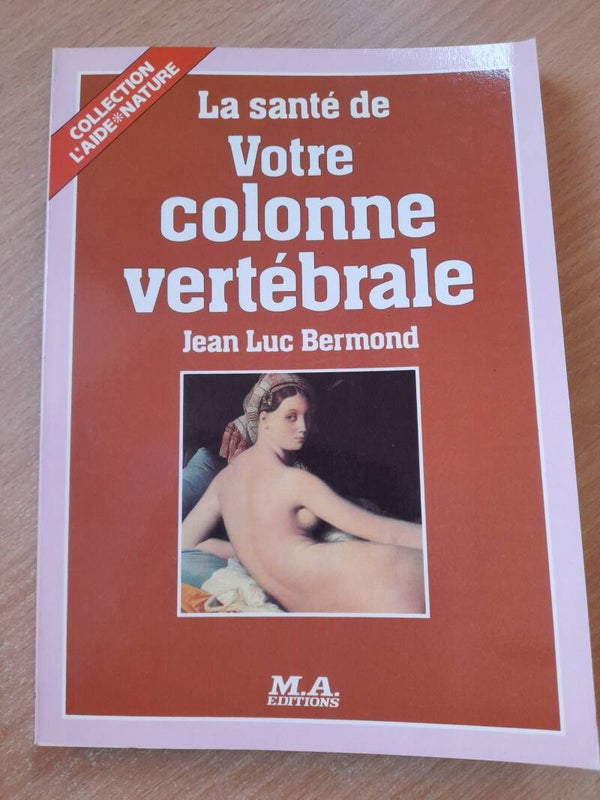 COLLECTION
L'AIDE*NATURE
La santé de
Votre
colonne
vertébrale
Jean Luc Bermond
M.A.
EDITIONS